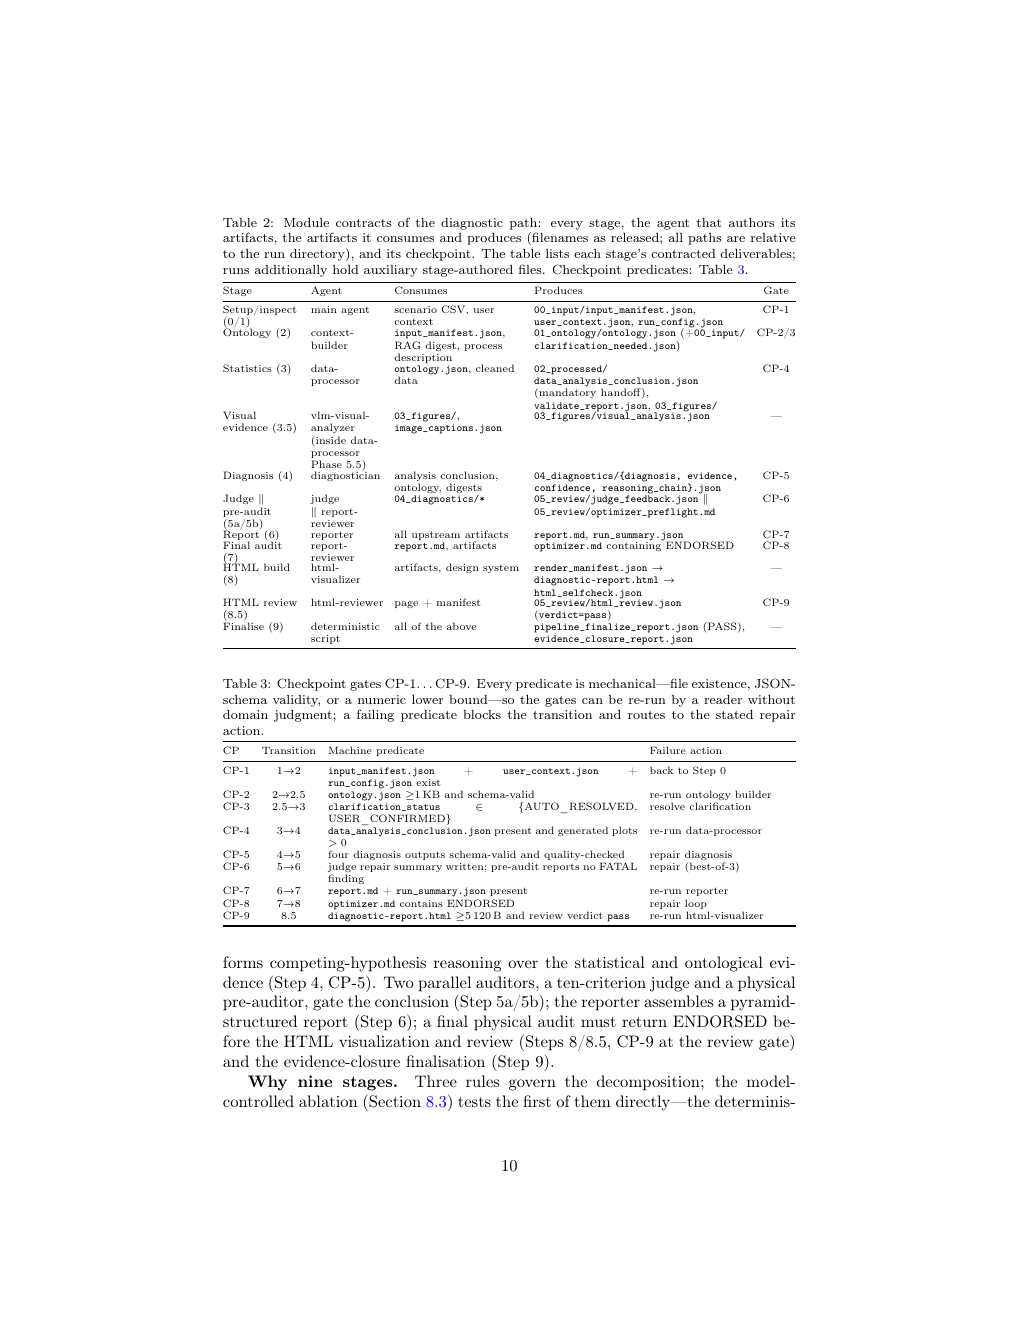 Table 2: Module contracts of the diagnostic path: every stage, the agent that authors its
artifacts, the artifacts it consumes and produces (filenames as released; all paths are relative
to the run directory), and its checkpoint. The table lists each stage's contracted deliverables;
runs additionally hold auxiliary stage-authored files. Checkpoint predicates: Table 3.
Stage Agent Consumes Produces Gate
Setup/inspect main agent scenario CSV, user 00_input/input_manifest.json, CP-1
(0/1) context user_context.json, run_config.json
Ontology (2) context- input_manifest.json, 01_ontology/ontology.json (+00_input/ CP-2/3
builder RAG digest, process clarification_needed.json)
description
Statistics (3) data- ontology.json, cleaned 02_processed/ CP-4
processor data data_analysis_conclusion.json
(mandatory handoff),
validate_report.json, 03_figures/
Visual vlm-visual- 03_figures/, 03_figures/visual_analysis.json —
evidence (3.5) analyzer image_captions.json
(inside data-
processor
Phase 5.5)
Diagnosis (4) diagnostician analysis conclusion, 04_diagnostics/{diagnosis, evidence, CP-5
ontology, digests confidence, reasoning_chain}.json
Judge ∥ judge 04_diagnostics/* 05_review/judge_feedback.json ∥ CP-6
pre-audit ∥ report- 05_review/optimizer_preflight.md
(5a/5b) reviewer
Report (6) reporter all upstream artifacts report.md, run_summary.json CP-7
Final audit report- report.md, artifacts optimizer.md containing ENDORSED CP-8
(7) reviewer
HTML build html- artifacts, design system render_manifest.json → —
(8) visualizer diagnostic-report.html →
html_selfcheck.json
HTML review html-reviewer page + manifest 05_review/html_review.json CP-9
(8.5) (verdict=pass)
Finalise (9) deterministic all of the above pipeline_finalize_report.json (PASS), —
script evidence_closure_report.json
Table 3: Checkpoint gates CP-1...CP-9. Every predicate is mechanical—file existence, JSON-
schema validity, or a numeric lower bound—so the gates can be re-run by a reader without
domain judgment; a failing predicate blocks the transition and routes to the stated repair
action.
CP Transition Machine predicate Failure action
CP-1 1→2 input_manifest.json + user_context.json + back to Step 0
run_config.json exist
CP-2 2→2.5 ontology.json ≥1 KB and schema-valid re-run ontology builder
CP-3 2.5→3 clarification_status ∈ {AUTO_RESOLVED, resolve clarification
USER_CONFIRMED}
CP-4 3→4 data_analysis_conclusion.json present and generated plots re-run data-processor
> 0
CP-5 4→5 four diagnosis outputs schema-valid and quality-checked repair diagnosis
CP-6 5→6 judge repair summary written; pre-audit reports no FATAL repair (best-of-3)
finding
CP-7 6→7 report.md + run_summary.json present re-run reporter
CP-8 7→8 optimizer.md contains ENDORSED repair loop
CP-9 8.5 diagnostic-report.html ≥5 120 B and review verdict pass re-run html-visualizer
forms competing-hypothesis reasoning over the statistical and ontological evi-
dence (Step 4, CP-5). Two parallel auditors, a ten-criterion judge and a physical
pre-auditor, gate the conclusion (Step 5a/5b); the reporter assembles a pyramid-
structured report (Step 6); a final physical audit must return ENDORSED be-
fore the HTML visualization and review (Steps 8/8.5, CP-9 at the review gate)
and the evidence-closure finalisation (Step 9).
Why nine stages. Three rules govern the decomposition; the model-
controlled ablation (Section 8.3) tests the first of them directly—the determinis-
10